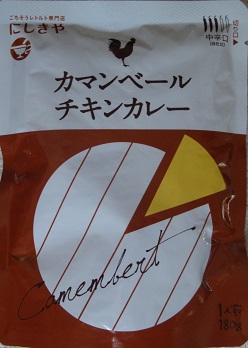 ごちそうレトルト専門店
にしきや
中辛口
カマンベール
チキンカレー
Camembert
1人前
180g